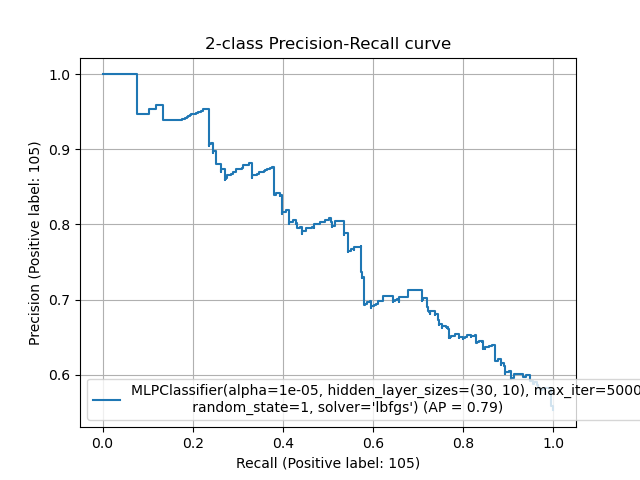 2-class Precision-Recall curve
1.0
0.9
0.8
0.7
0.6
Precision (Positive label: 105)
MLPClassifier(alpha=1e-05, hidden_layer_sizes=(30, 10), max_iter=5000
random_state=1, solver='lbfgs') (AP = 0.79)
0.0 0.2 0.4 0.6 0.8 1.0
Recall (Positive label: 105)